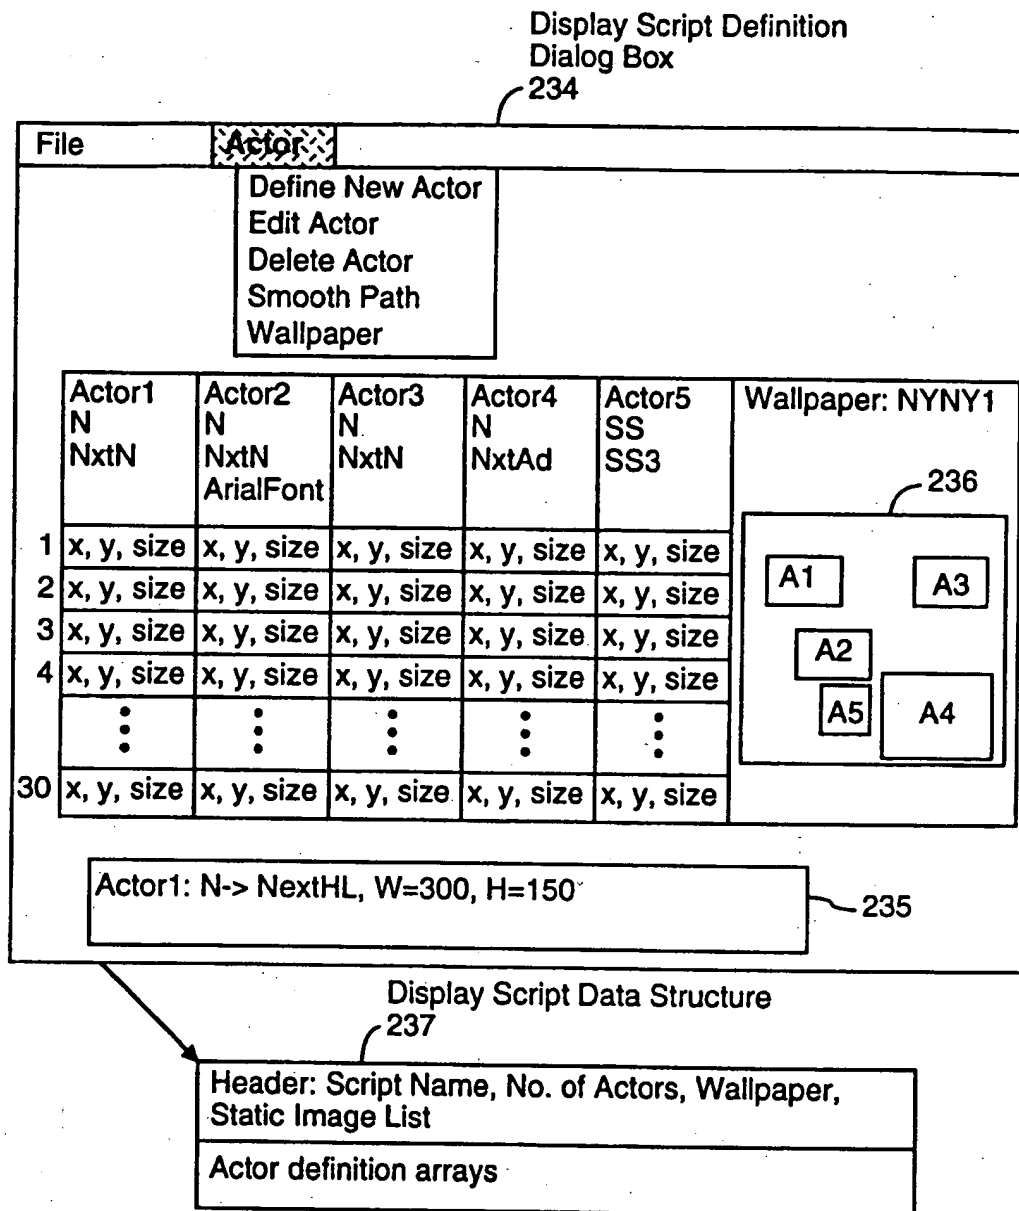 Display Script Definition
Dialog Box
234
File Actor
Define New Actor
Edit Actor
Delete Actor
Smooth Path
Wallpaper
Actor1 Actor2 Actor3 Actor4 Actor5 Wallpaper: NYNY1
N N N N SS
NxtN NxtN NxtN NxtAd SS3
ArialFont
236
1 x, y, size x, y, size x, y, size x, y, size x, y, size
2 x, y, size x, y, size x, y, size x, y, size x, y, size
3 x, y, size x, y, size x, y, size x, y, size x, y, size
4 x, y, size x, y, size x, y, size x, y, size x, y, size
30 x, y, size x, y, size x, y, size x, y, size x, y, size
A1 A3
A2
A5 A4
Actor1: N-> NextHL, W=300, H=150
235
Display Script Data Structure
237
Header: Script Name, No. of Actors, Wallpaper,
Static Image List
Actor definition arrays